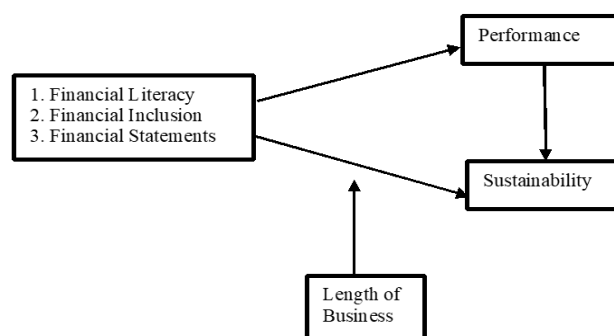 Performance
1. Financial Literacy
2. Financial Inclusion
3. Financial Statements
Sustainability
Length of
Business